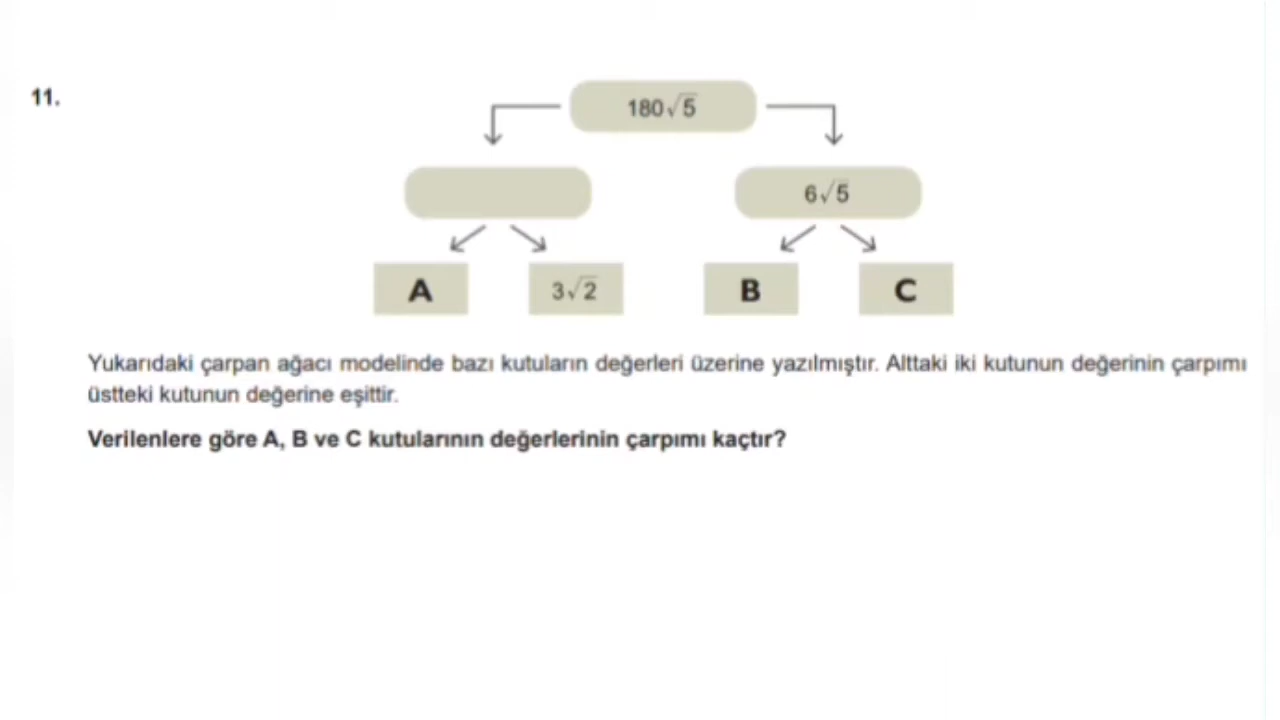 11.
180√5
6√5
A
3√2
B
C
Yukarıdaki çarpan ağacı modelinde bazı kutuların değerleri üzerine yazılmıştır. Alttaki iki kutunun değerinin çarpımı
üstteki kutunun değerine eşittir.
Verilenlere göre A, B ve C kutularının değerlerinin çarpımı kaçtır?